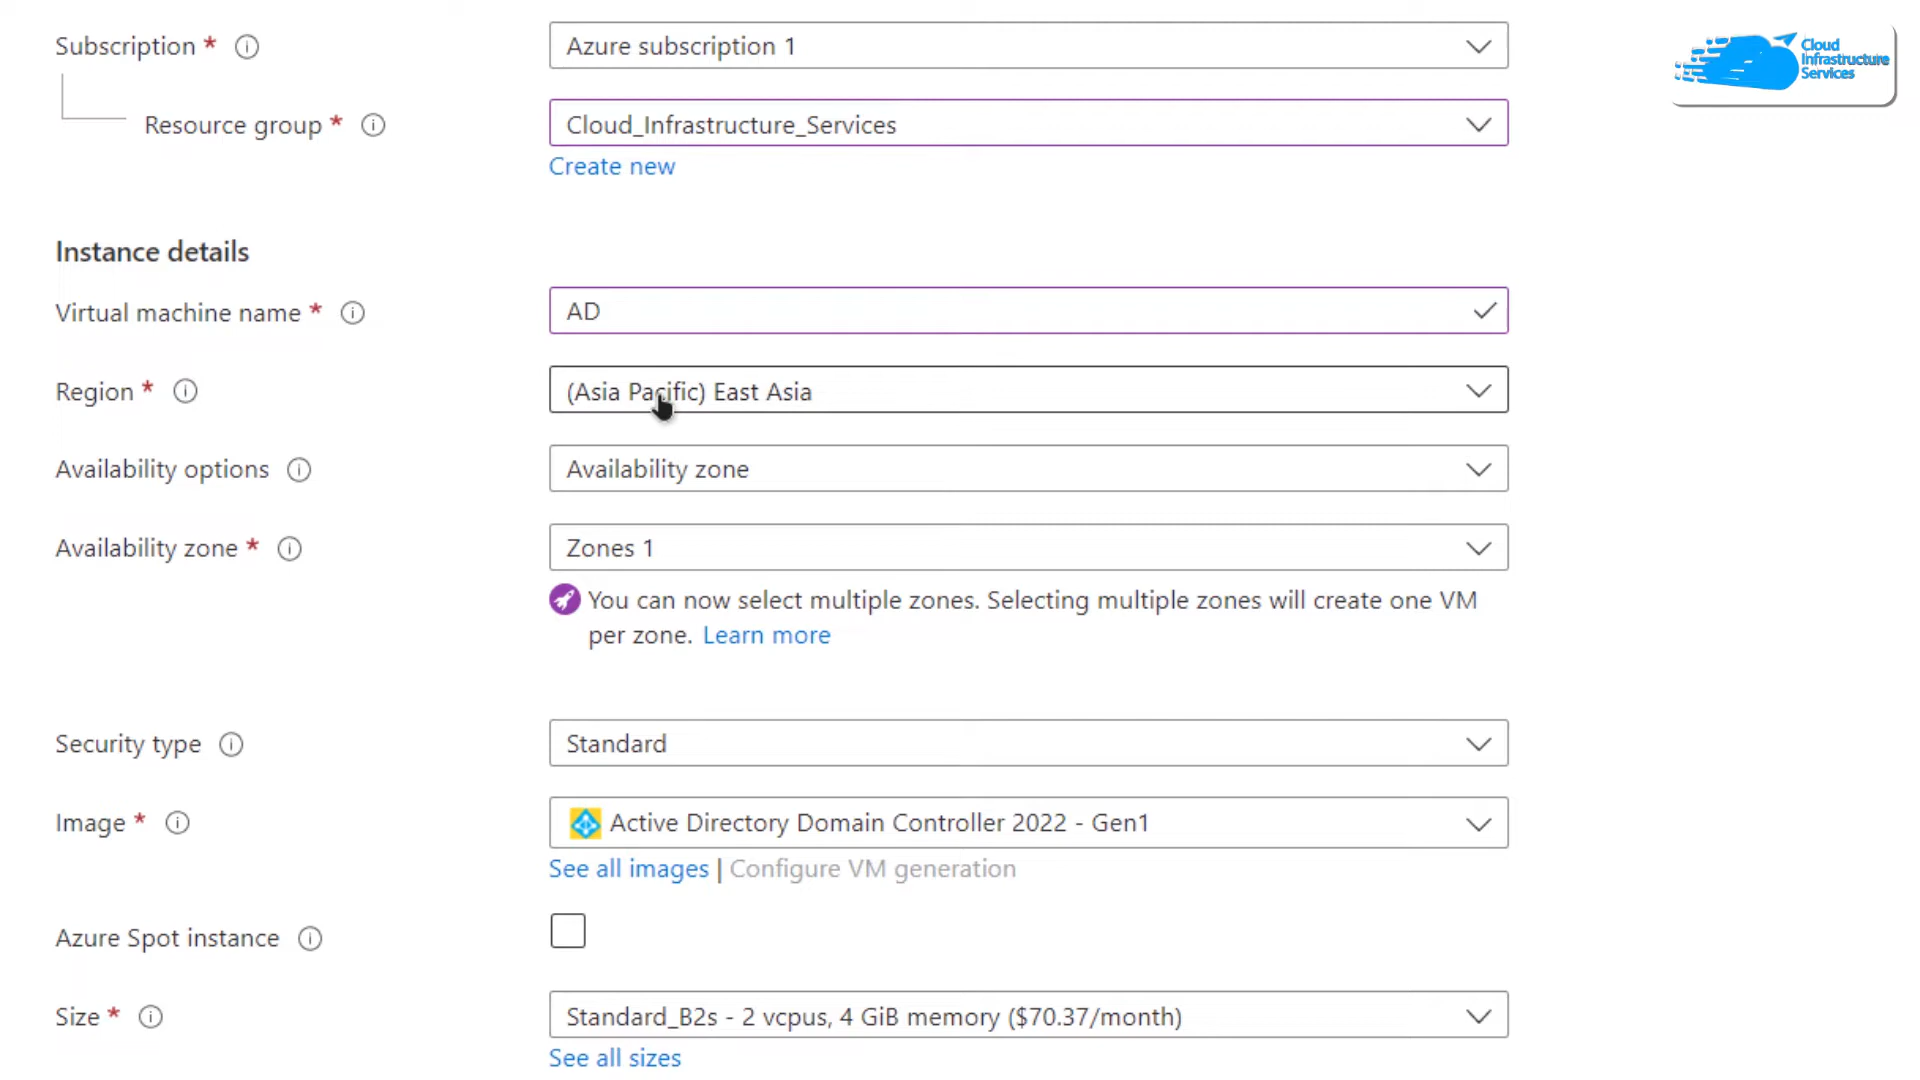 Subscription *
Azure subscription 1
Cloud
Infrastructure
Services
Resource group *
Cloud_Infrastructure_Services
Create new
Instance details
Virtual machine name *
AD
Region *
(Asia Pacific) East Asia
Availability options
Availability zone
Availability zone *
Zones 1
You can now select multiple zones. Selecting multiple zones will create one VM
per zone. Learn more
Security type
Standard
Image *
Active Directory Domain Controller 2022 - Gen1
See all images | Configure VM generation
Azure Spot instance
Size *
Standard_B2s - 2 vcpus, 4 GiB memory ($70.37/month)
See all sizes